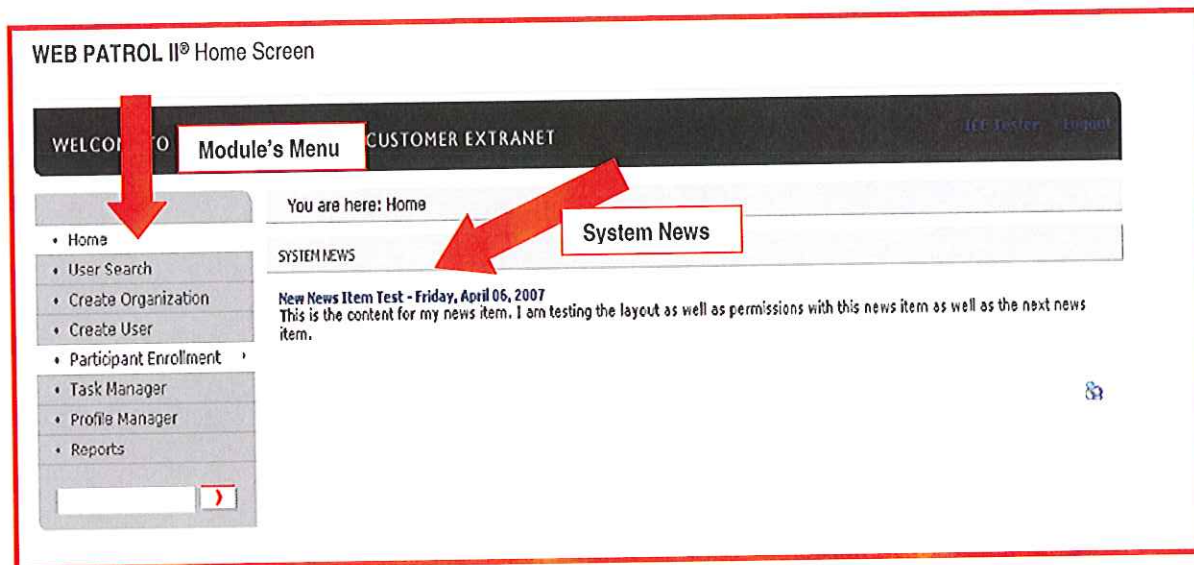 WEB PATROL II® Home Screen
WELCOM TO CUSTOMER EXTRANET
ICE Tester Logout
Module's Menu
You are here: Home
System News
SYSTEM NEWS
• Home
• User Search
• Create Organization
• Create User
• Participant Enrollment ›
• Task Manager
• Profile Manager
• Reports
New News Item Test - Friday, April 06, 2007
This is the content for my news item. I am testing the layout as well as permissions with this news item as well as the next news
item.